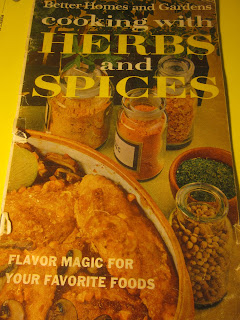 Better Homes and Gardens
cooking with
HERBS
and
SPICES
FLAVOR MAGIC FOR
YOUR FAVORITE FOODS